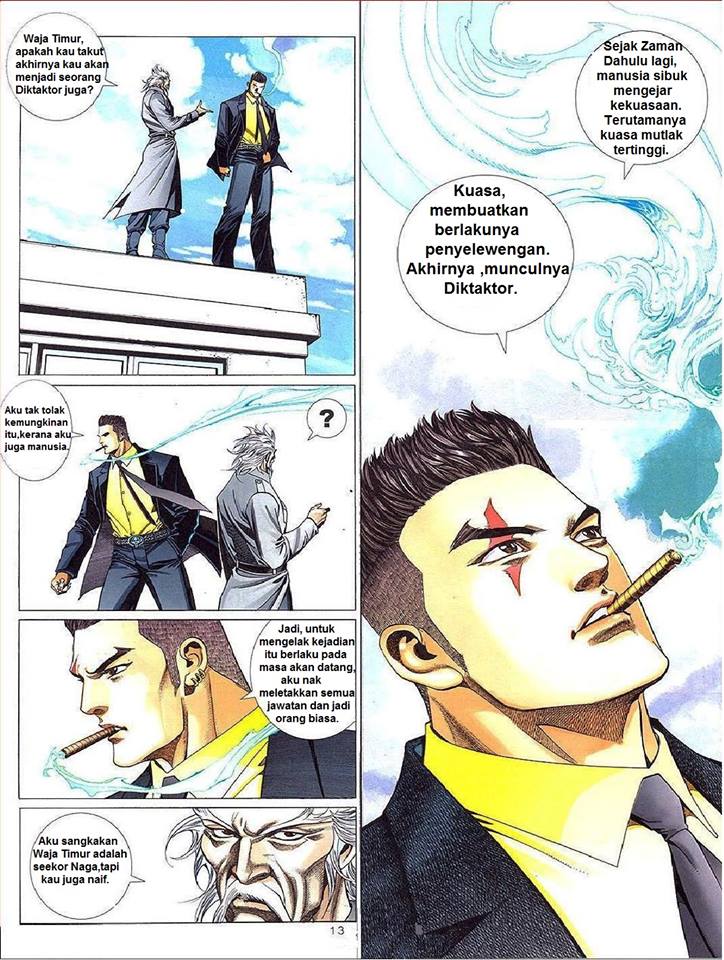 Waja Timur,
apakah kau takut
akhirnya kau akan
menjadi seorang
Diktaktor juga?
Aku tak tolak
kemungkinan
itu,kerana aku
juga manusia.
?
Jadi, untuk
mengelak kejadian
itu berlaku pada
masa akan datang,
aku nak
meletakkan semua
jawatan dan jadi
orang biasa.
Aku sangkakan
Waja Timur adalah
seekor Naga,tapi
kau juga naif.
13
Sejak Zaman
Dahulu lagi,
manusia sibuk
mengejar
kekuasaan.
Terutamanya
kuasa mutlak
tertinggi.
Kuasa,
membuatkan
berlakunya
penyelewengan.
Akhirnya ,munculnya
Diktaktor.